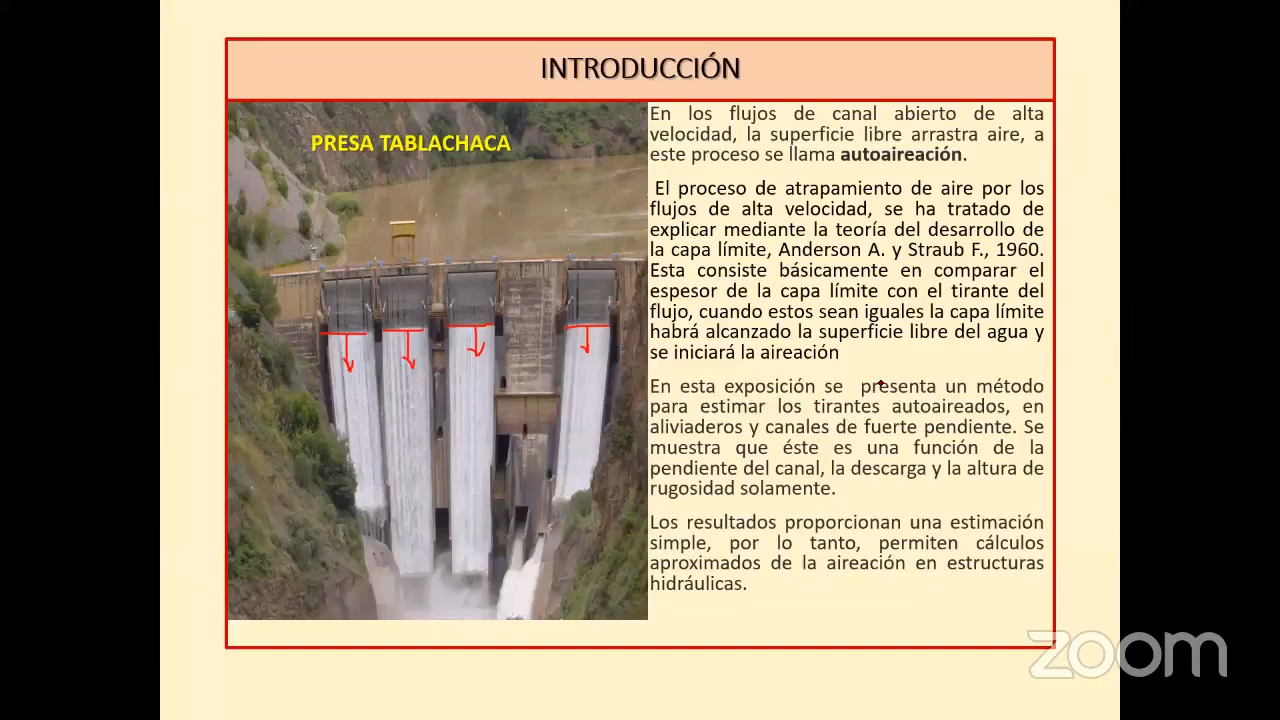 INTRODUCCIÓN
PRESA TABLACHACA
En los flujos de canal abierto de alta
velocidad, la superficie libre arrastra aire, a
este proceso se llama autoaireación.
El proceso de atrapamiento de aire por los
flujos de alta velocidad, se ha tratado de
explicar mediante la teoría del desarrollo de
la capa límite, Anderson A. y Straub F., 1960.
Esta consiste básicamente en comparar el
espesor de la capa límite con el tirante del
flujo, cuando estos sean iguales la capa límite
habrá alcanzado la superficie libre del agua y
se iniciará la aireación
En esta exposición se presenta un método
para estimar los tirantes autoaireados, en
aliviaderos y canales de fuerte pendiente. Se
muestra que éste es una función de la
pendiente del canal, la descarga y la altura de
rugosidad solamente.
Los resultados proporcionan una estimación
simple, por lo tanto, permiten cálculos
aproximados de la aireación en estructuras
hidráulicas.
zoom